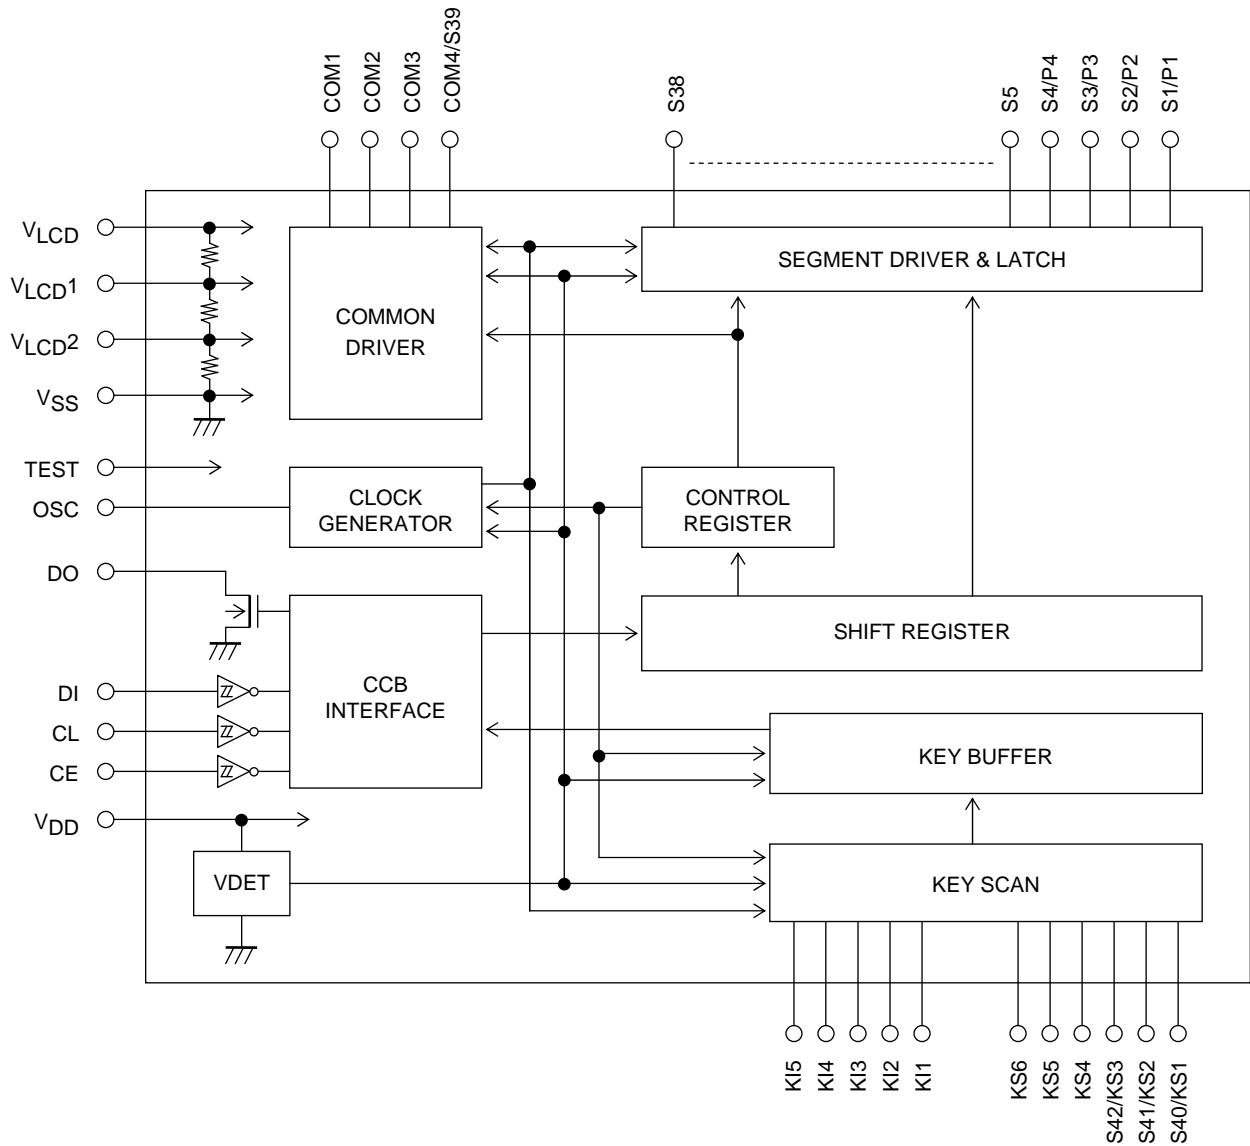 COM1
COM2
COM3
COM4/S39
S38
S5
S4/P4
S3/P3
S2/P2
S1/P1
VLCD
VLCD1
VLCD2
VSS
TEST
OSC
DO
DI
CL
CE
VDD
COMMON
DRIVER
SEGMENT DRIVER & LATCH
CLOCK
GENERATOR
CONTROL
REGISTER
SHIFT REGISTER
CCB
INTERFACE
KEY BUFFER
VDET
KEY SCAN
KI5
KI4
KI3
KI2
KI1
KS6
KS5
KS4
S42/KS3
S41/KS2
S40/KS1